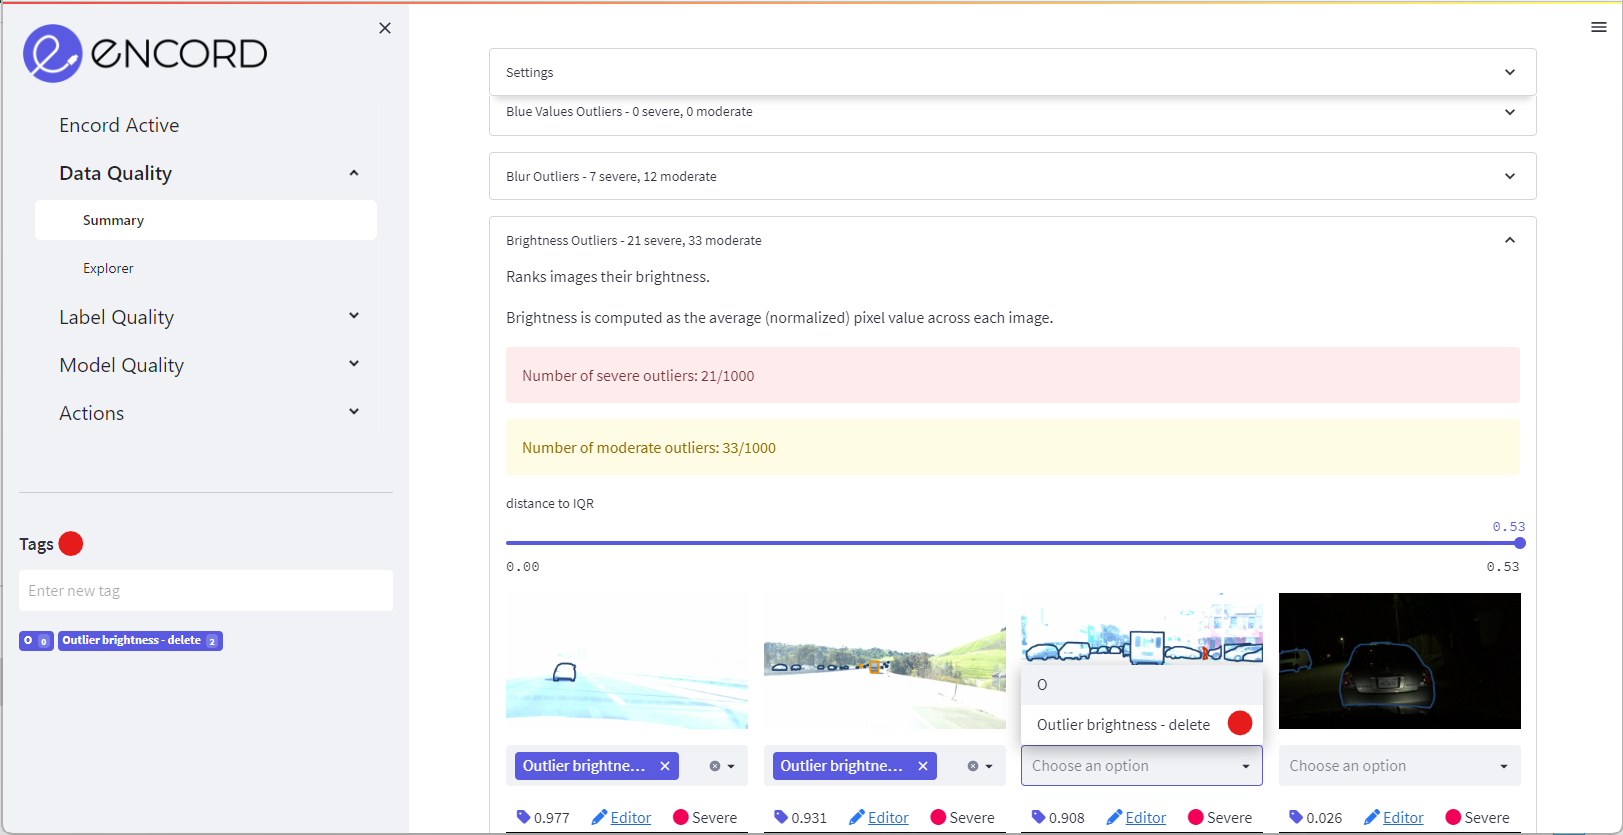 ENCORD
Encord Active
Data Quality
Summary
Explorer
Label Quality
Model Quality
Actions
Tags
Enter new tag
O 0 Outlier brightness - delete 2
Settings
Blue Values Outliers - 0 severe, 0 moderate
Blur Outliers - 7 severe, 12 moderate
Brightness Outliers - 21 severe, 33 moderate
Ranks images their brightness.
Brightness is computed as the average (normalized) pixel value across each image.
Number of severe outliers: 21/1000
Number of moderate outliers: 33/1000
distance to IQR
0.53
0.00 0.53
O
Outlier brightness - delete
Outlier brightne... Outlier brightne... Choose an option Choose an option
0.977 Editor Severe 0.931 Editor Severe 0.908 Editor Severe 0.026 Editor Severe